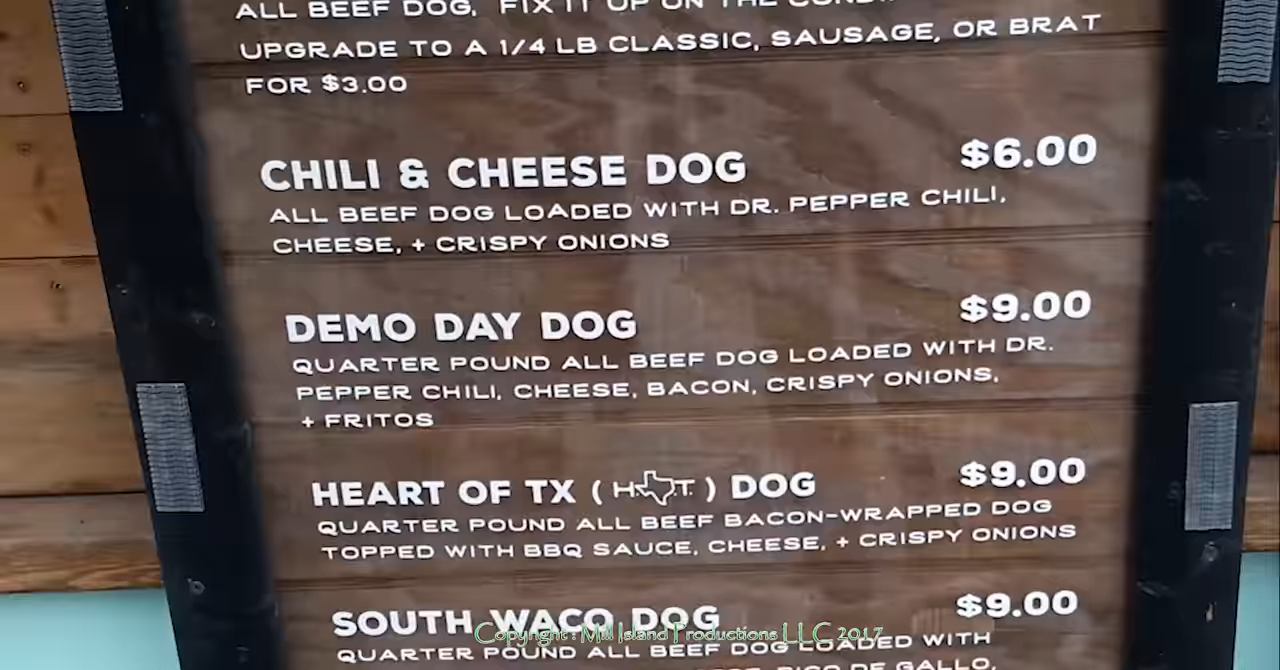 ALL BEEF DOG. FIX IT UP ON THE
UPGRADE TO A 1/4 LB CLASSIC, SAUSAGE, OR BRAT
FOR $3.00
CHILI & CHEESE DOG $6.00
ALL BEEF DOG LOADED WITH DR. PEPPER CHILI,
CHEESE, + CRISPY ONIONS
DEMO DAY DOG $9.00
QUARTER POUND ALL BEEF DOG LOADED WITH DR.
PEPPER CHILI, CHEESE, BACON, CRISPY ONIONS,
+ FRITOS
HEART OF TX ( H T. ) DOG $9.00
QUARTER POUND ALL BEEF BACON-WRAPPED DOG
TOPPED WITH BBQ SAUCE, CHEESE, + CRISPY ONIONS
SOUTH WACO DOG $9.00
Copyright : Mill Island Productions LLC 2017
QUARTER POUND ALL BEEF DOG LOADED WITH
PICO DE GALLO,